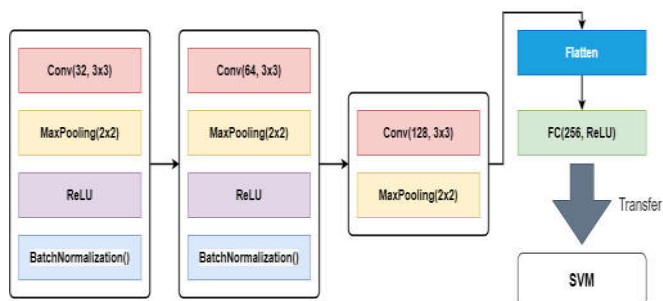 Conv(32, 3x3)
MaxPooling(2x2)
ReLU
BatchNormalization()
Conv(64, 3x3)
MaxPooling(2x2)
ReLU
BatchNormalization()
Conv(128, 3x3)
MaxPooling(2x2)
Flatten
FC(256, ReLU)
Transfer
SVM